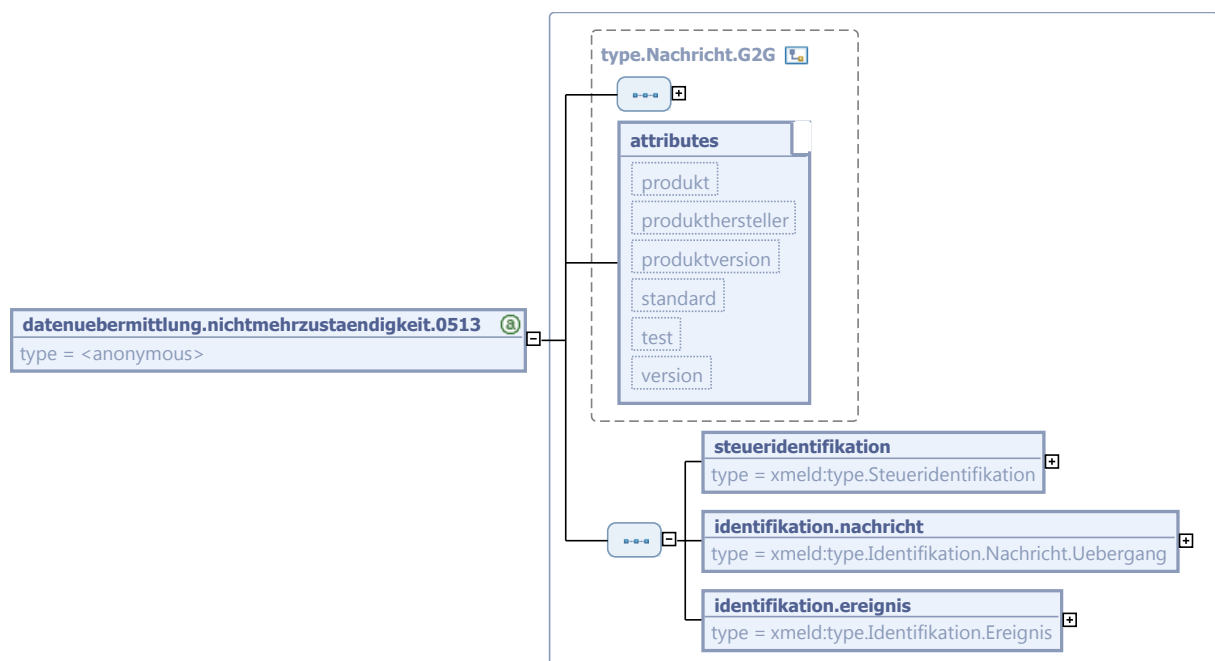 type.Nachricht.G2G
attributes
produkt
produkthersteller
produktversion
standard
test
version
datenuebermittlung.nichtmehrzustaendigkeit.0513 a
type = <anonymous>
steueridentifikation
type = xmeld:type.Steueridentifikation
identifikation.nachricht
type = xmeld:type.Identifikation.Nachricht.Uebergang
identifikation.ereignis
type = xmeld:type.Identifikation.Ereignis